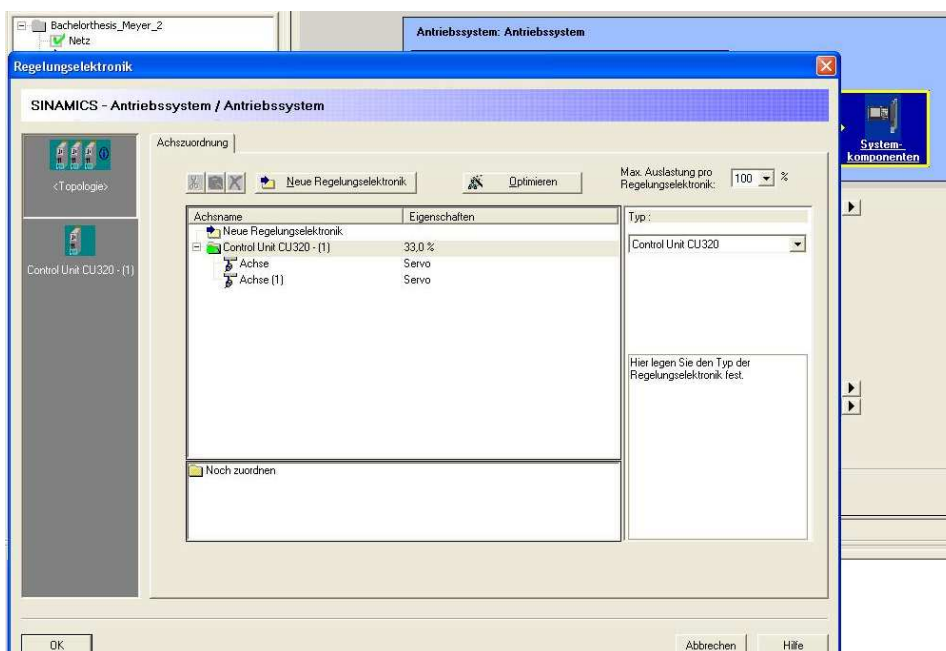 Bachelorthesis_Meyer_2
Netz
Antriebssystem: Antriebssystem
Regelungselektronik
SINAMICS - Antriebssystem / Antriebssystem
System-
komponenten
<Topologie>
Control Unit CU320 - (1)
Achszuordnung
Neue Regelungselektronik
Optimieren
Max. Auslastung pro
Regelungselektronik:
100
%
Achsname Eigenschaften
Neue Regelungselektronik
Control Unit CU320 - (1) 33,0 %
Achse Servo
Achse (1) Servo
Noch zuordnen
Typ :
Control Unit CU320
Hier legen Sie den Typ der
Regelungselektronik fest.
OK
Abbrechen
Hilfe